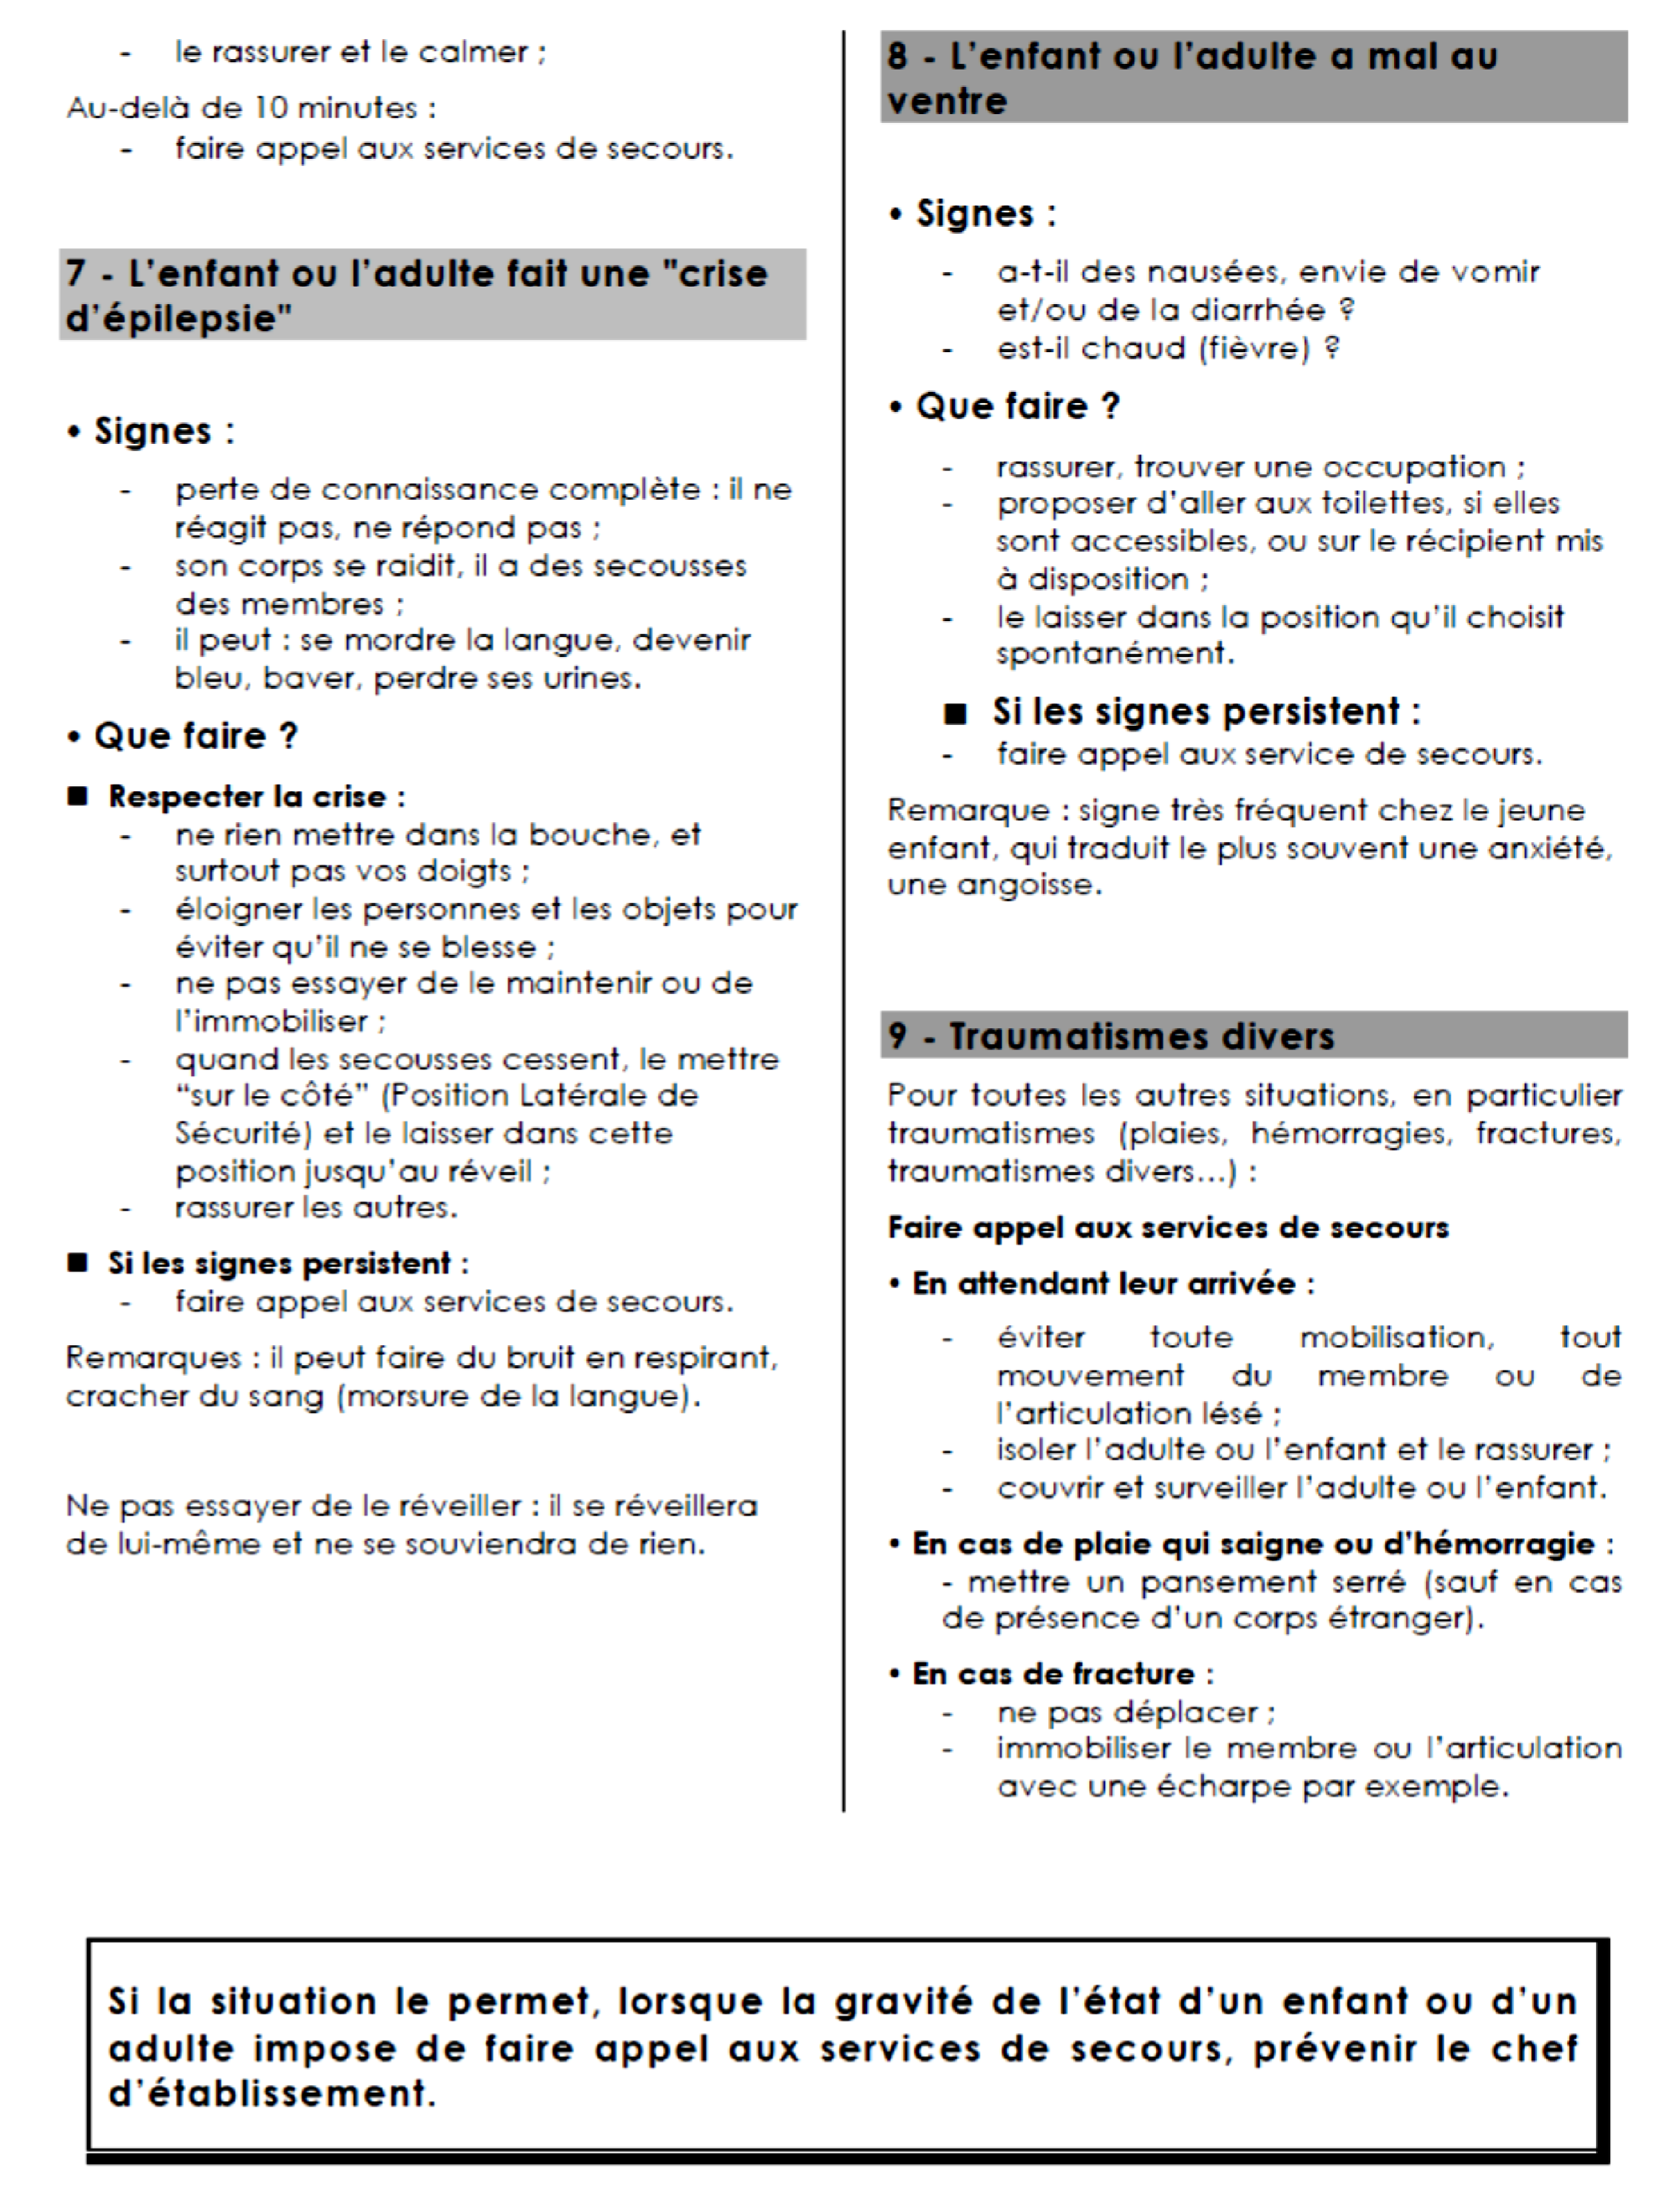 - le rassurer et le calmer ;
Au-delà de 10 minutes :
- faire appel aux services de secours.
7 - L'enfant ou l'adulte fait une "crise
d'épilepsie"
• Signes :
- perte de connaissance complète : il ne
réagit pas, ne répond pas ;
- son corps se raidit, il a des secousses
des membres ;
- il peut : se mordre la langue, devenir
bleu, baver, perdre ses urines.
• Que faire ?
■ Respecter la crise :
- ne rien mettre dans la bouche, et
surtout pas vos doigts ;
- éloigner les personnes et les objets pour
éviter qu'il ne se blesse ;
- ne pas essayer de le maintenir ou de
l'immobiliser ;
- quand les secousses cessent, le mettre
“sur le côté” (Position Latérale de
Sécurité) et le laisser dans cette
position jusqu'au réveil ;
- rassurer les autres.
■ Si les signes persistent :
- faire appel aux services de secours.
Remarques : il peut faire du bruit en respirant,
cracher du sang (morsure de la langue).
Ne pas essayer de le réveiller : il se réveillera
de lui-même et ne se souviendra de rien.
8 - L'enfant ou l'adulte a mal au
ventre
• Signes :
- a-t-il des nausées, envie de vomir
et/ou de la diarrhée ?
- est-il chaud (fièvre) ?
• Que faire ?
- rassurer, trouver une occupation ;
- proposer d'aller aux toilettes, si elles
sont accessibles, ou sur le récipient mis
à disposition ;
- le laisser dans la position qu'il choisit
spontanément.
■ Si les signes persistent :
- faire appel aux service de secours.
Remarque : signe très fréquent chez le jeune
enfant, qui traduit le plus souvent une anxiété,
une angoisse.
9 - Traumatismes divers
Pour toutes les autres situations, en particulier
traumatismes (plaies, hémorragies, fractures,
traumatismes divers...) :
Faire appel aux services de secours
• En attendant leur arrivée :
- éviter toute mobilisation, tout
mouvement du membre ou de
l'articulation lésé ;
- isoler l'adulte ou l'enfant et le rassurer ;
- couvrir et surveiller l'adulte ou l'enfant.
• En cas de plaie qui saigne ou d'hémorragie :
- mettre un pansement serré (sauf en cas
de présence d'un corps étranger).
• En cas de fracture :
- ne pas déplacer ;
- immobiliser le membre ou l'articulation
avec une écharpe par exemple.
Si la situation le permet, lorsque la gravité de l'état d'un enfant ou d'un
adulte impose de faire appel aux services de secours, prévenir le chef
d'établissement.